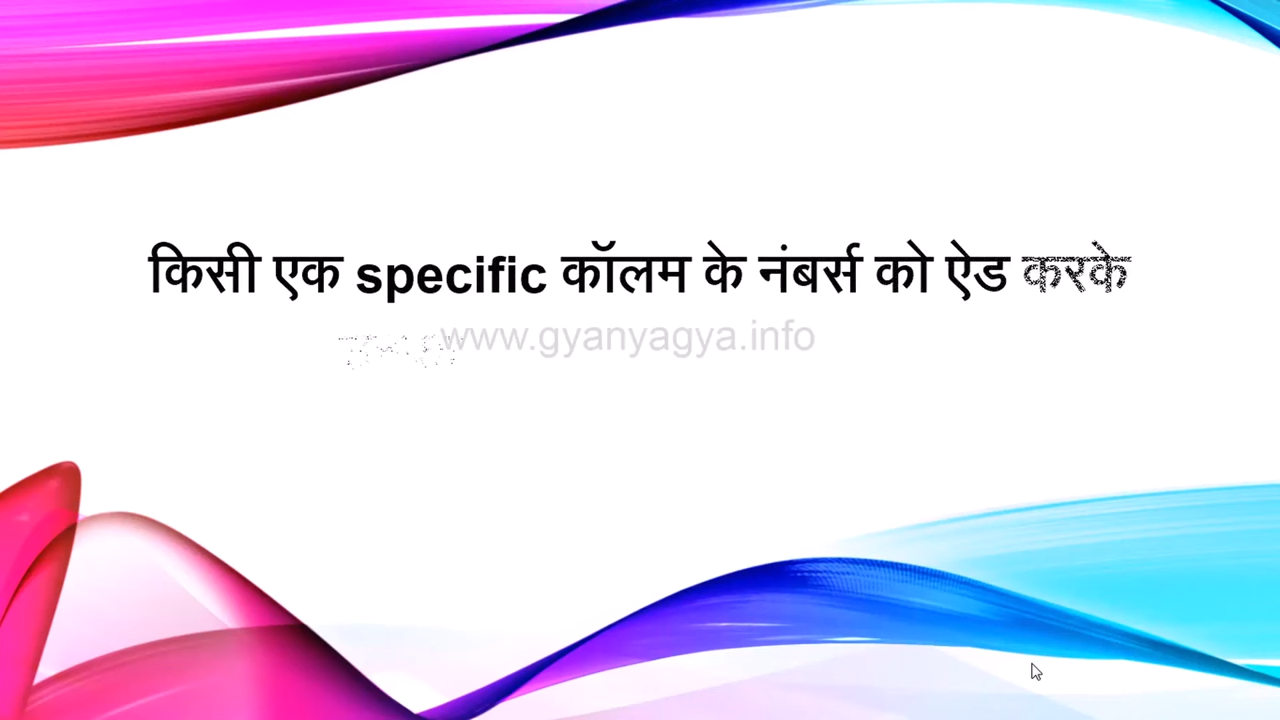 किसी एक specific कॉलम के नंबर्स को ऐड करके
www.gyanyagya.info